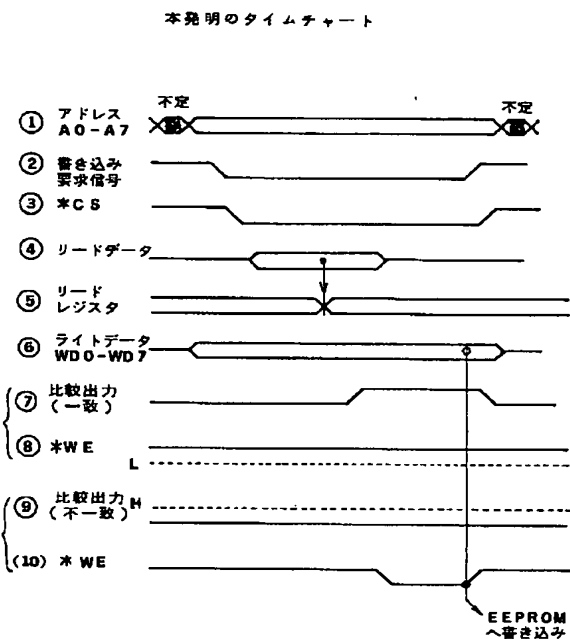 本発明のタイムチャート
不定
不定
① アドレス
A0-A7
② 書き込み
要求信号
③ *CS
④ リードデータ
⑤ リード
レジスタ
⑥ ライトデータ
WD0-WD7
⑦ 比較出力
(一致)
⑧ *WE
L
⑨ 比較出力
(不一致)
H
(10) *WE
EEPROM
へ書き込み